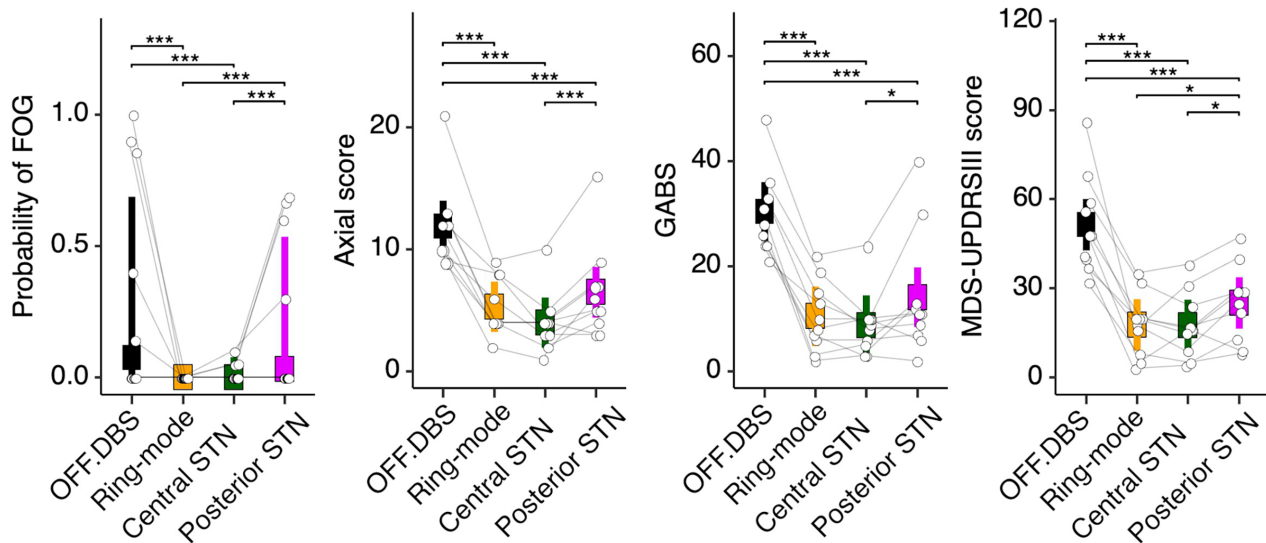 Probability of FOG
1.0
0.5
0.0
***
***
***
***
OFF.DBS
Ring-mode
Central STN
Posterior STN
Axial score
20
10
0
***
***
***
***
OFF.DBS
Ring-mode
Central STN
Posterior STN
GABS
60
40
20
0
***
***
***
*
OFF.DBS
Ring-mode
Central STN
Posterior STN
MDS-UPDRSIII score
120
90
60
30
0
***
***
***
*
*
OFF.DBS
Ring-mode
Central STN
Posterior STN